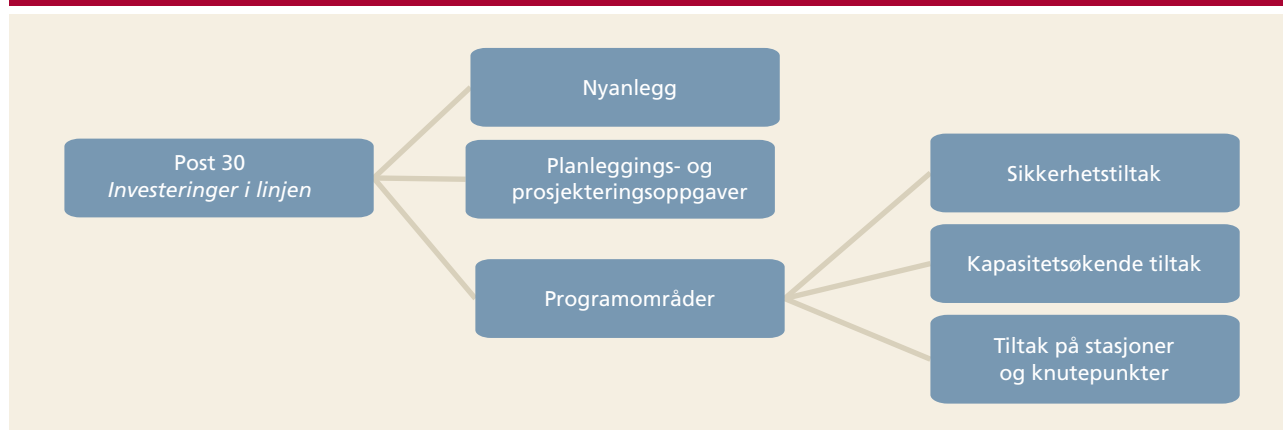 Post 30
Investeringer i linjen
Nyanlegg
Planleggings- og
prosjekteringsoppgaver
Programområder
Sikkerhetstiltak
Kapasitetsøkende tiltak
Tiltak på stasjoner
og knutepunkter